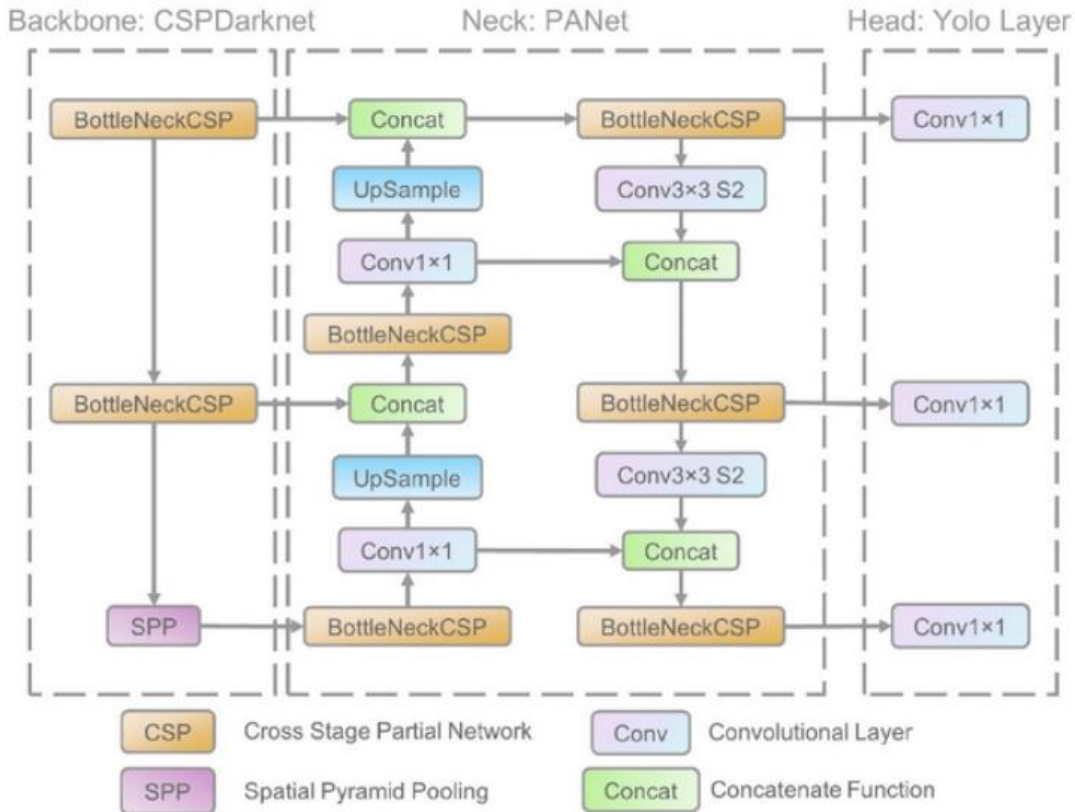 Backbone: CSPDarknet Neck: PANet Head: Yolo Layer
BottleNeckCSP Concat BottleNeckCSP Conv1×1
UpSample Conv3×3 S2
Conv1×1 Concat
BottleNeckCSP
BottleNeckCSP Concat BottleNeckCSP Conv1×1
UpSample Conv3×3 S2
Conv1×1 Concat
SPP BottleNeckCSP BottleNeckCSP Conv1×1
CSP Cross Stage Partial Network Conv Convolutional Layer
SPP Spatial Pyramid Pooling Concat Concatenate Function